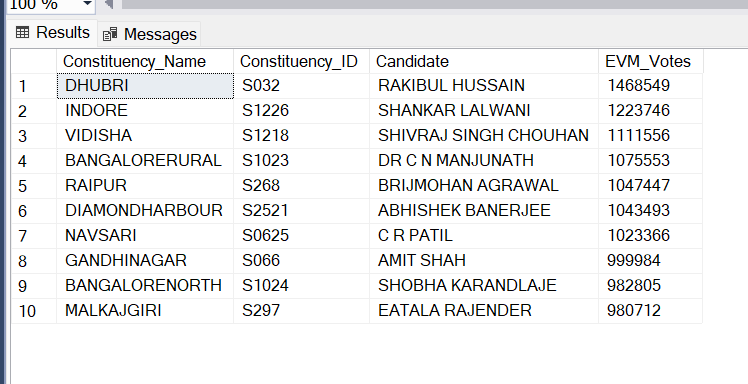 100 %
Results Messages
Constituency_Name Constituency_ID Candidate EVM_Votes
1 DHUBRI S032 RAKIBUL HUSSAIN 1468549
2 INDORE S1226 SHANKAR LALWANI 1223746
3 VIDISHA S1218 SHIVRAJ SINGH CHOUHAN 1111556
4 BANGALORERURAL S1023 DR C N MANJUNATH 1075553
5 RAIPUR S268 BRIJMOHAN AGRAWAL 1047447
6 DIAMONDHARBOUR S2521 ABHISHEK BANERJEE 1043493
7 NAVSARI S0625 C R PATIL 1023366
8 GANDHINAGAR S066 AMIT SHAH 999984
9 BANGALORENORTH S1024 SHOBHA KARANDLAJE 982805
10 MALKAJGIRI S297 EATALA RAJENDER 980712